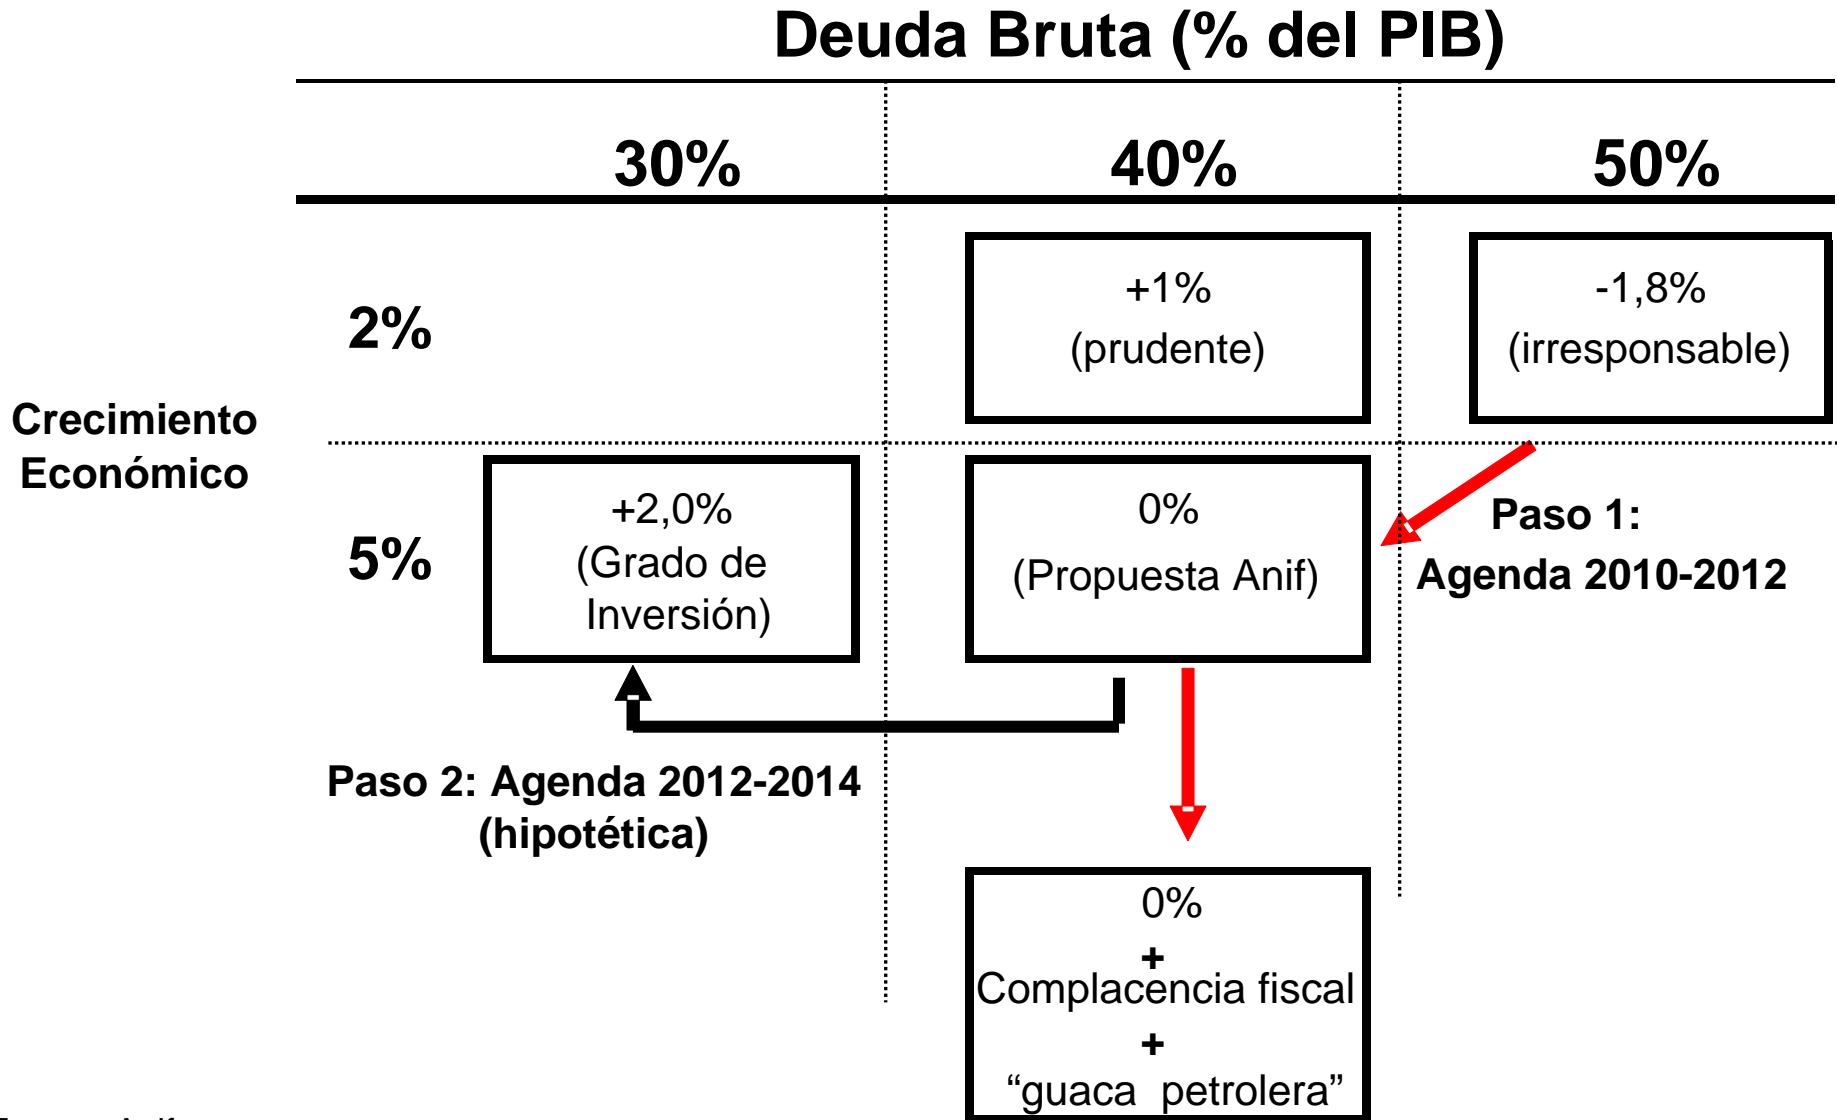 Deuda Bruta (% del PIB)
30% 40% 50%
2%
+1%
(prudente)
-1,8%
(irresponsable)
Crecimiento
Económico
5%
+2,0%
(Grado de
Inversión)
0%
(Propuesta Anif)
Paso 1:
Agenda 2010-2012
Paso 2: Agenda 2012-2014
(hipotética)
0%
+
Complacencia fiscal
+
“guaca petrolera”